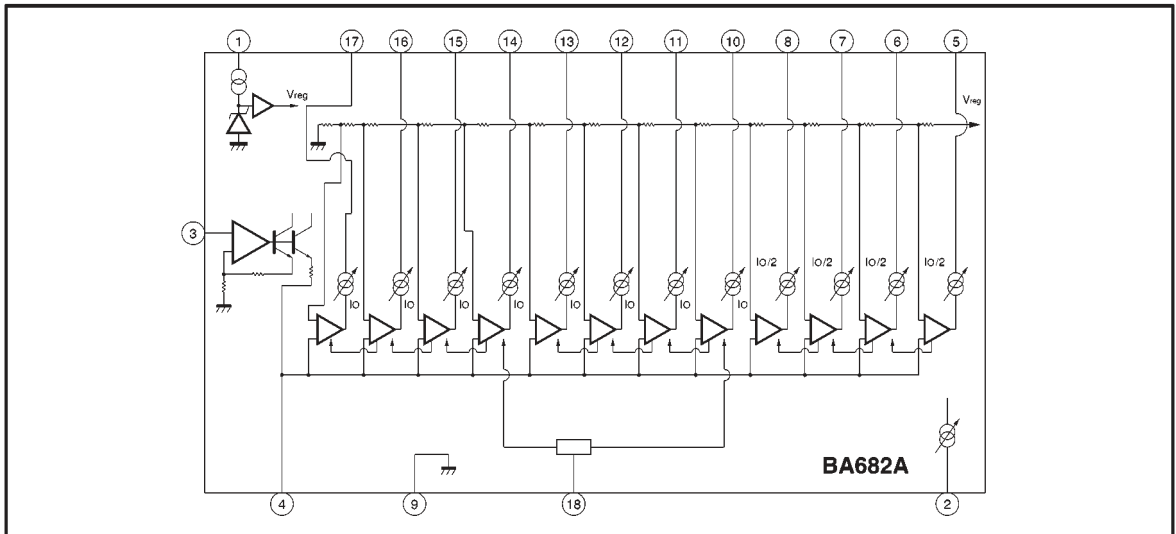 1 17 16 15 14 13 12 11 10 8 7 6 5
Vreg
Vreg
3
IO/2 IO/2 IO/2 IO/2
IO IO IO IO IO IO IO IO
BA682A
4 9 18 2